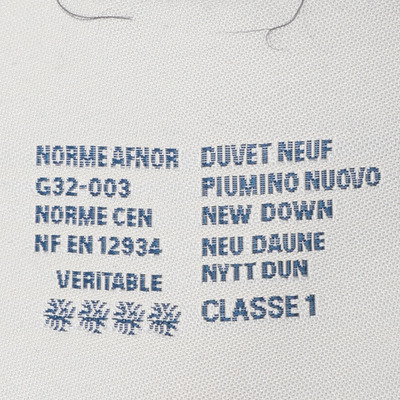 NORME AFNOR
G32-003
NORME CEN
NF EN 12934
VERITABLE
DUVET NEUF
PIUMINO NUOVO
NEW DOWN
NEU DAUNE
NYTT DUN
CLASSE 1